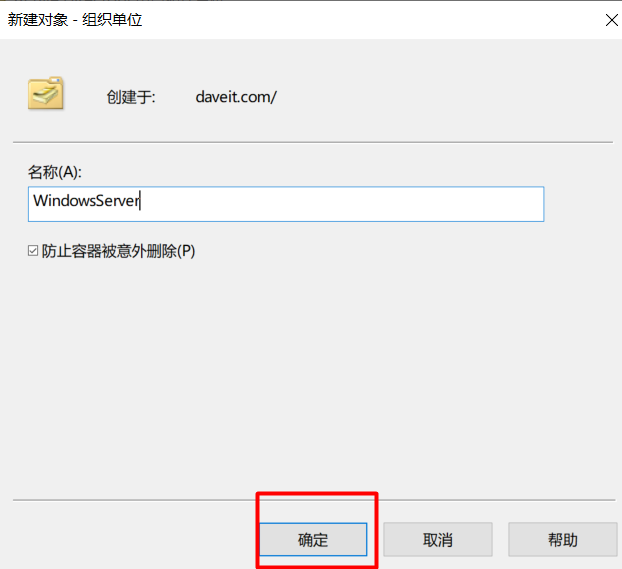 新建对象 - 组织单位
创建于: daveit.com/
名称(A):
WindowsServer
防止容器被意外删除(P)
确定 取消 帮助